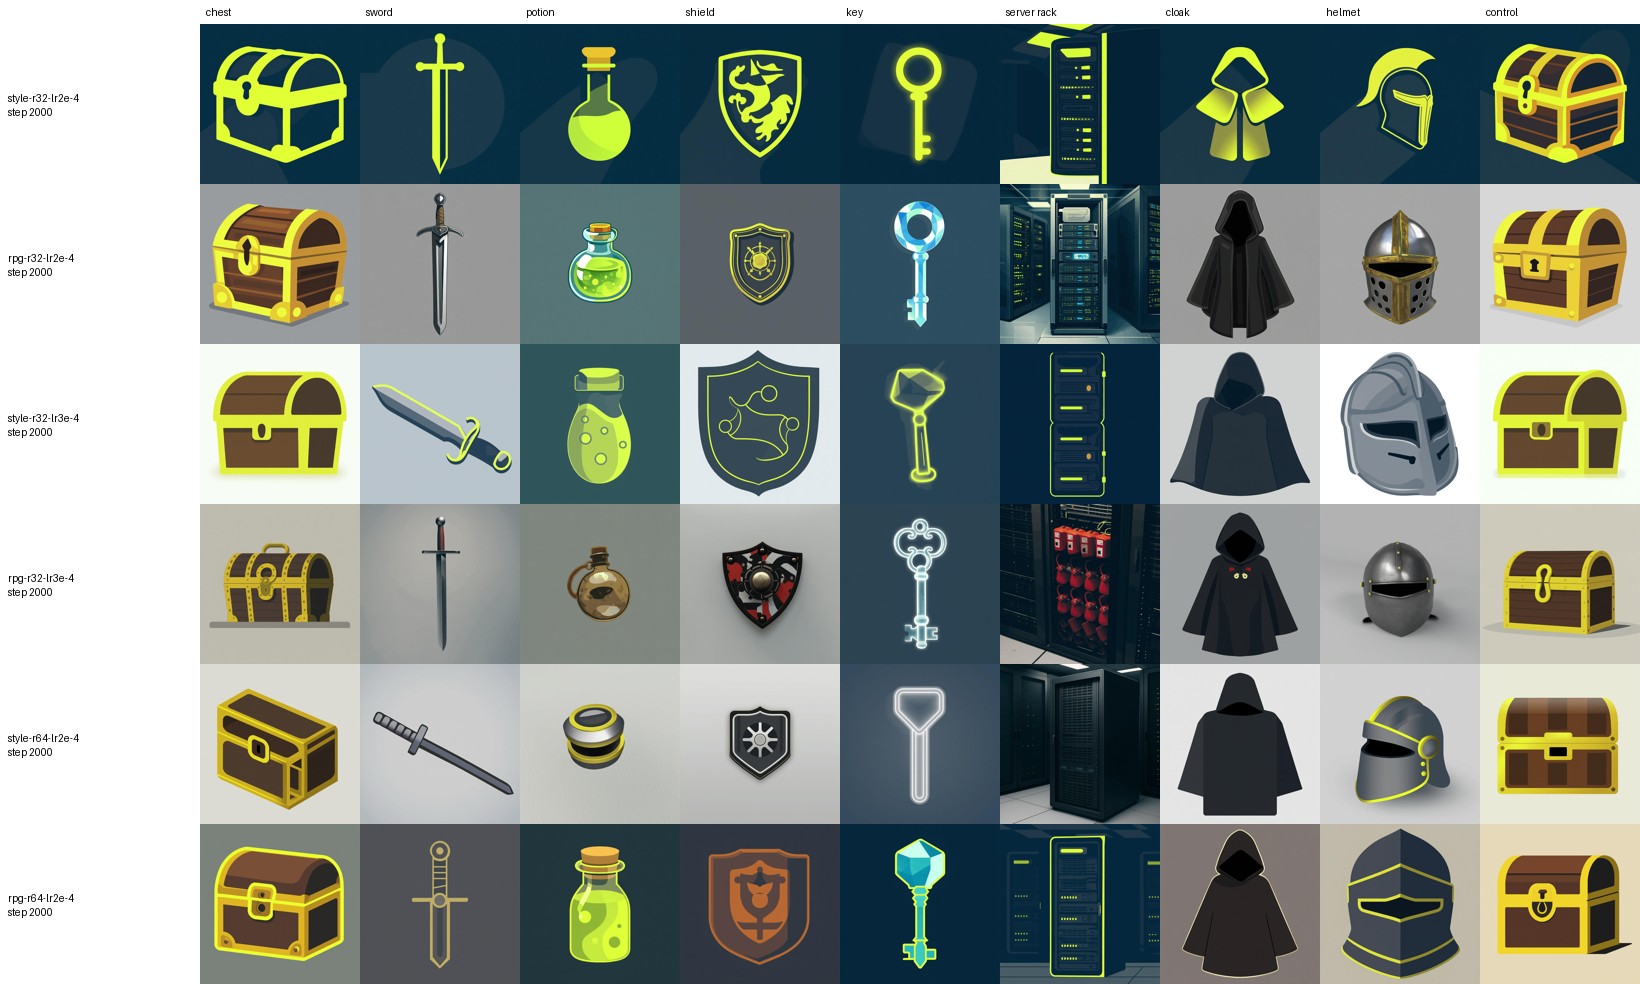 chest sword potion shield key server rack cloak helmet control
style-r32-lr2e-4
step 2000
rpg-r32-lr2e-4
step 2000
style-r32-lr3e-4
step 2000
rpg-r32-lr3e-4
step 2000
style-r64-lr2e-4
step 2000
rpg-r64-lr2e-4
step 2000